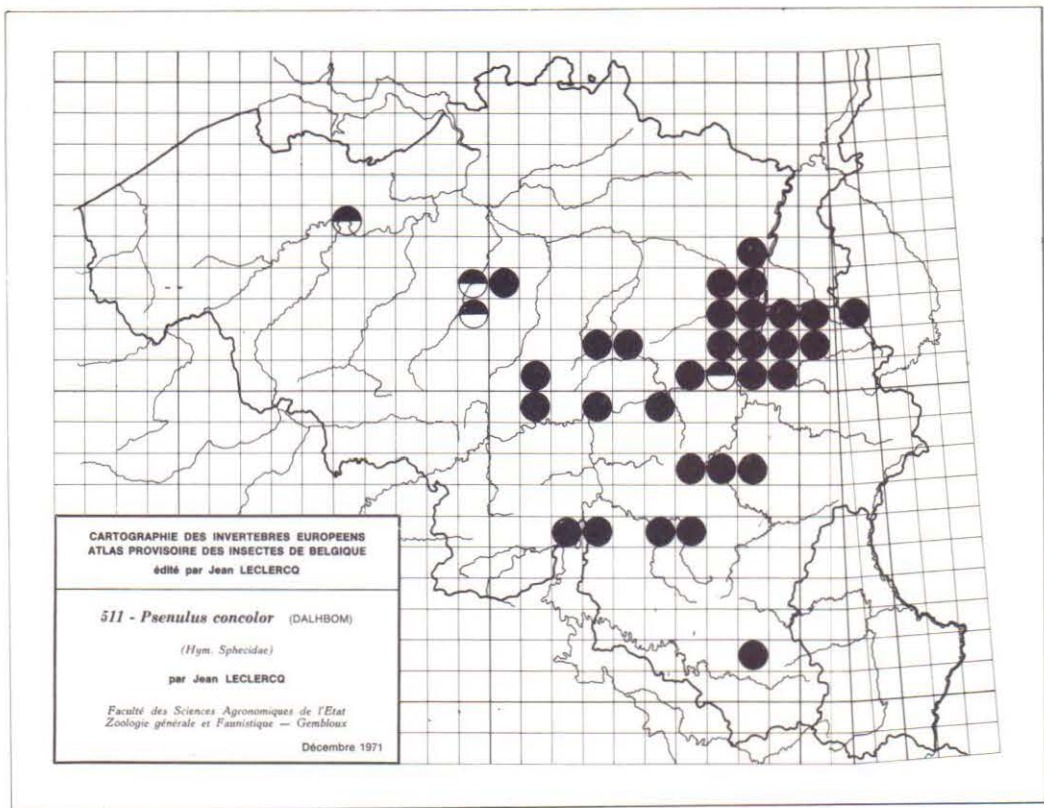 CARTOGRAPHIE DES INVERTEBRES EUROPEENS
ATLAS PROVISOIRE DES INSECTES DE BELGIQUE
édité par Jean LECLERCQ
511 - Psenulus concolor (DALHBOM)
(Hym. Sphecidae)
par Jean LECLERCQ
Faculté des Sciences Agronomiques de l'Etat
Zoologie générale et Faunistique — Gembloux
Décembre 1971